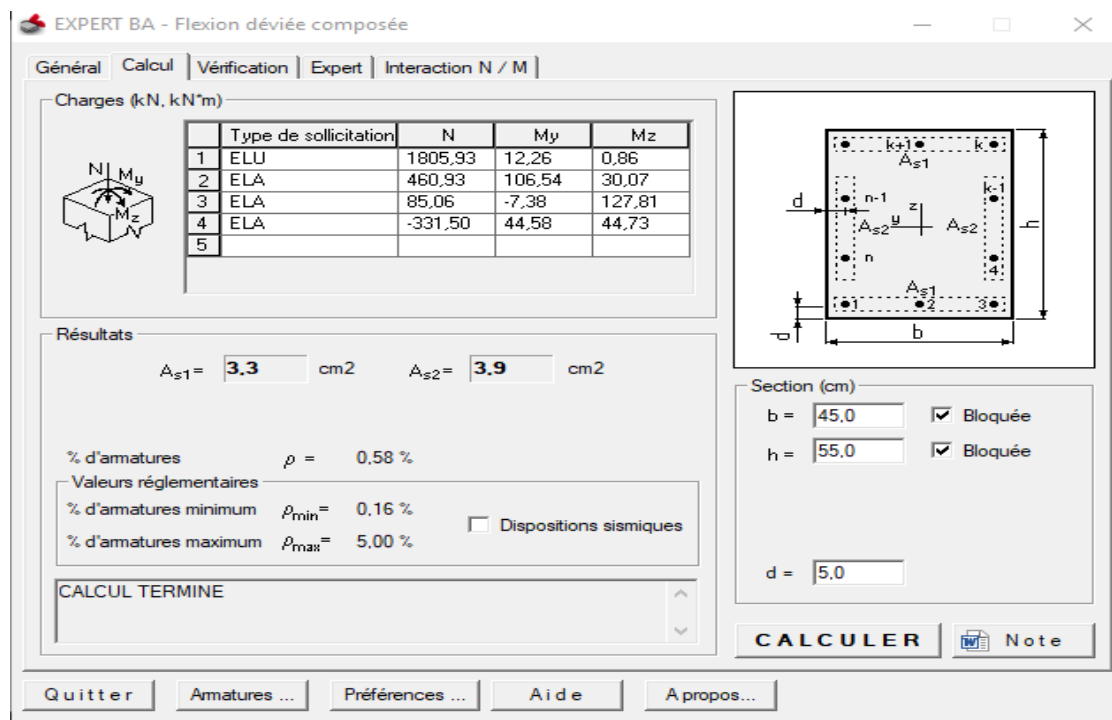 EXPERT BA - Flexion déviée composée
Général Calcul Vérification Expert Interaction N / M
Charges (kN, kN*m)
Type de sollicitation N My Mz
1 ELU 1805,93 12,26 0,86
2 ELA 460,93 106,54 30,07
3 ELA 85,06 -7,38 127,81
4 ELA -331,50 44,58 44,73
5
N My
Mz
k+1 k
As1
n-1 k-1
d z h
As2 y As2
n 4
As1
1 2 3
d b
Résultats
As1= 3,3 cm2 As2= 3,9 cm2
% d'armatures ρ = 0,58 %
Valeurs réglementaires
% d'armatures minimum ρmin= 0,16 %
Dispositions sismiques
% d'armatures maximum ρmax= 5,00 %
CALCUL TERMINE
Section (cm)
b = 45,0 Bloquée
h = 55,0 Bloquée
d = 5,0
CALCULER Note
Quitter Armatures ... Préférences ... Aide A propos...